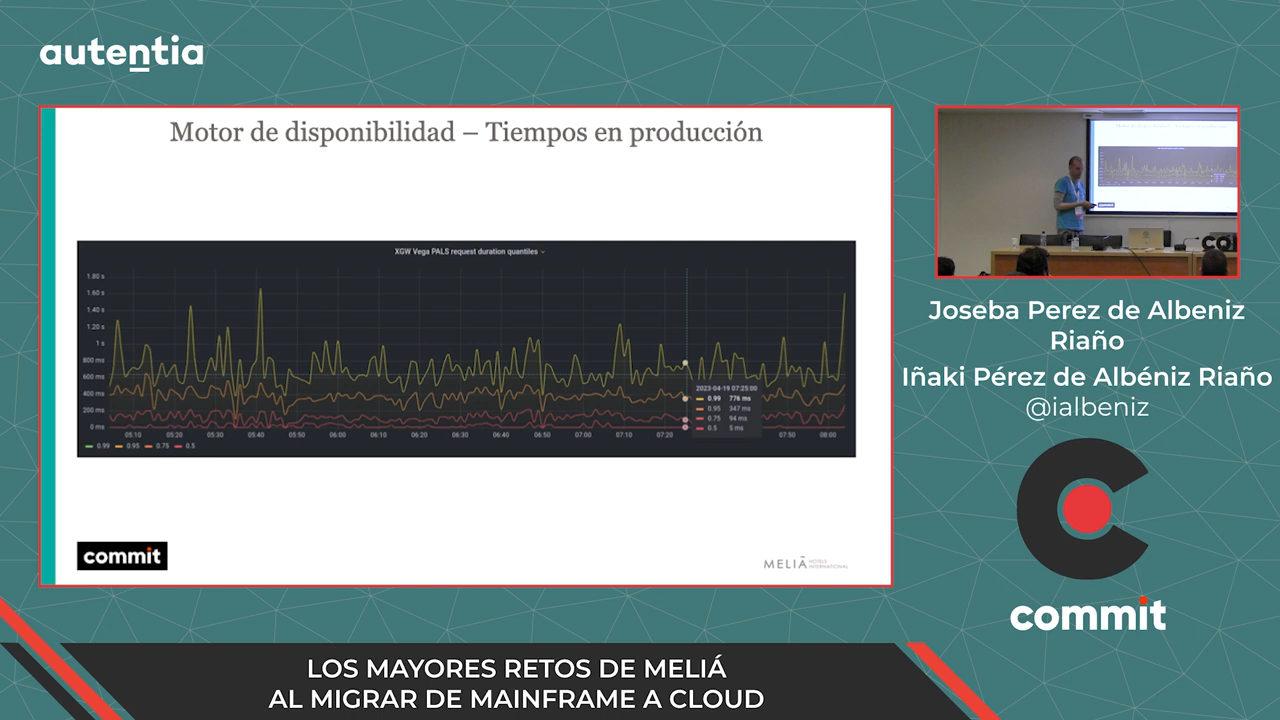 autentia
Motor de disponibilidad – Tiempos en producción
XGW Vega PALS request duration quantiles
1.80 s
1.60 s
1.40 s
1.20 s
1 s
800 ms
600 ms
400 ms
200 ms
0 ms
05:10 05:20 05:30 05:40 05:50 06:00 06:10 06:20 06:30 06:40 06:50 07:00 07:10 07:20 07:50 08:00
2023-04-19 07:25:00
0.99 776 ms
0.95 347 ms
0.75 94 ms
0.5 5 ms
0.99 0.95 0.75 0.5
commit
MELIÁ HOTELS
INTERNATIONAL
Joseba Perez de Albeniz
Riaño
Iñaki Pérez de Albéniz Riaño
@ialbeniz
commit
LOS MAYORES RETOS DE MELIÁ
AL MIGRAR DE MAINFRAME A CLOUD